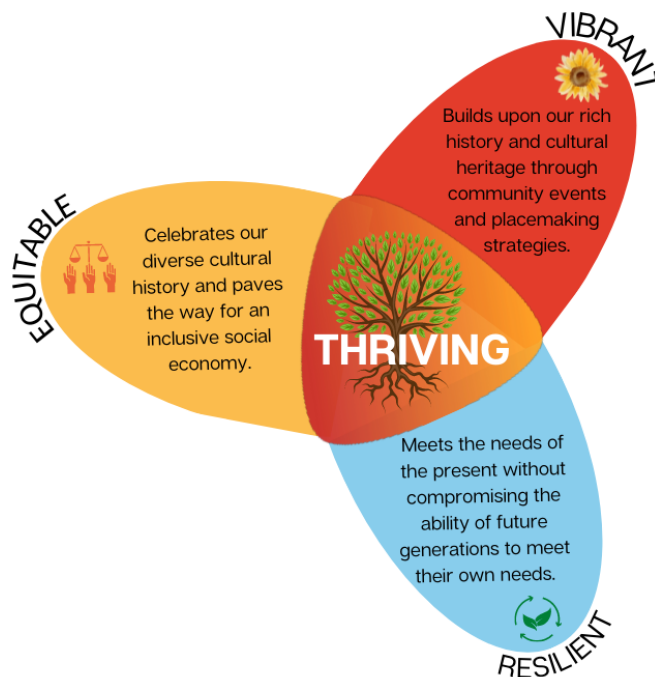 VIBRANT
Builds upon our rich
history and cultural
heritage through
community events
and placemaking
strategies.
EQUITABLE
Celebrates our
diverse cultural
history and paves
the way for an
inclusive social
economy.
THRIVING
Meets the needs of
the present without
compromising the
ability of future
generations to meet
their own needs.
RESILIENT